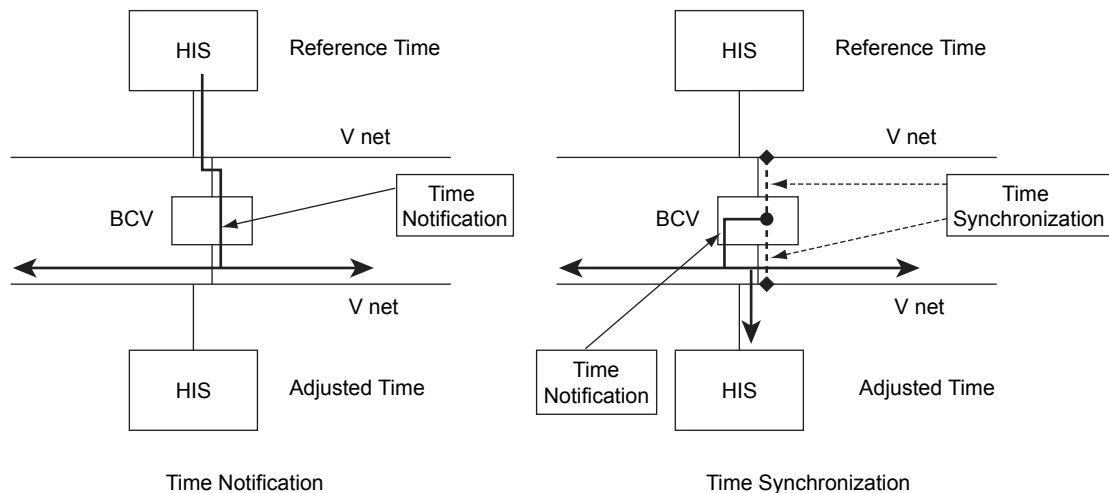 HIS
Reference Time
V net
BCV
Time
Notification
V net
HIS
Adjusted Time
Time Notification
HIS
Reference Time
V net
BCV
Time
Synchronization
V net
Time
Notification
HIS
Adjusted Time
Time Synchronization